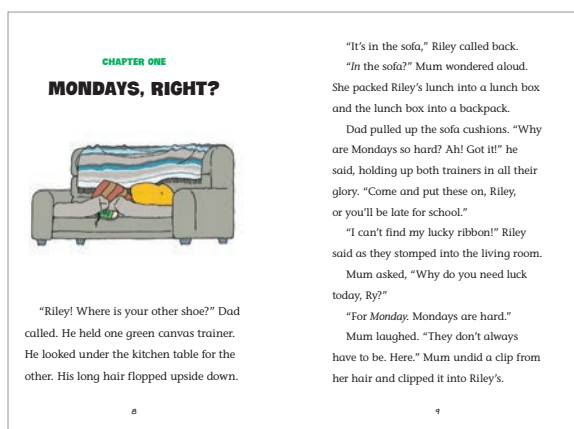 CHAPTER ONE
MONDAYS, RIGHT?
“Riley! Where is your other shoe?” Dad
called. He held one green canvas trainer.
He looked under the kitchen table for the
other. His long hair flopped upside down.
8
“It’s in the sofa,” Riley called back.
“In the sofa?” Mum wondered aloud.
She packed Riley’s lunch into a lunch box
and the lunch box into a backpack.
Dad pulled up the sofa cushions. “Why
are Mondays so hard? Ah! Got it!” he
said, holding up both trainers in all their
glory. “Come and put these on, Riley,
or you’ll be late for school.”
“I can’t find my lucky ribbon!” Riley
said as they stomped into the living room.
Mum asked, “Why do you need luck
today, Ry?”
“For Monday. Mondays are hard.”
Mum laughed. “They don’t always
have to be. Here.” Mum undid a clip from
her hair and clipped it into Riley’s.
9